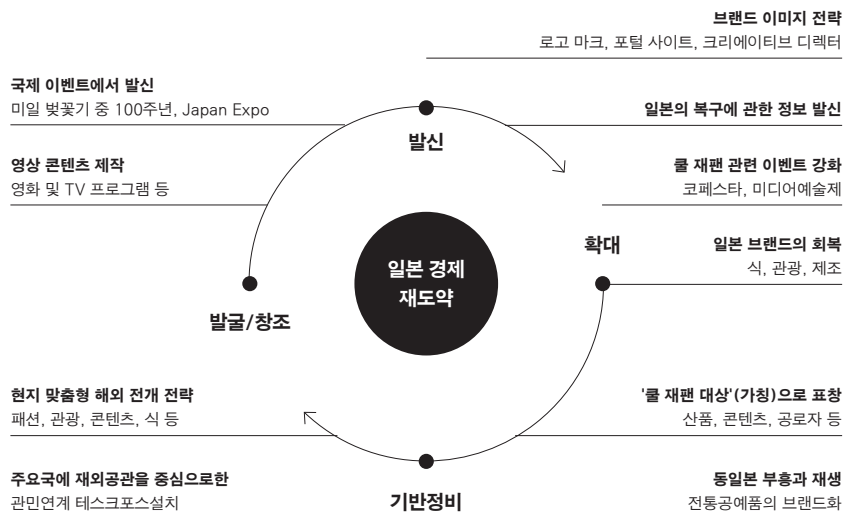 브랜드 이미지 전략
로고 마크, 포털 사이트, 크리에이티브 디렉터
국제 이벤트에서 발신
미일 벚꽃기 중 100주년, Japan Expo
일본의 복구에 관한 정보 발신
발신
영상 콘텐츠 제작
영화 및 TV 프로그램 등
쿨 재팬 관련 이벤트 강화
코페스타, 미디어예술제
확대
일본 브랜드의 회복
식, 관광, 제조
일본 경제
재도약
발굴/창조
현지 맞춤형 해외 전개 전략
패션, 관광, 콘텐츠, 식 등
'쿨 재팬 대상'(가칭)으로 표창
산품, 콘텐츠, 공로자 등
주요국에 재외공관을 중심으로한
관민연계 테스크포스설치
기반정비
동일본 부흥과 재생
전통공예품의 브랜드화